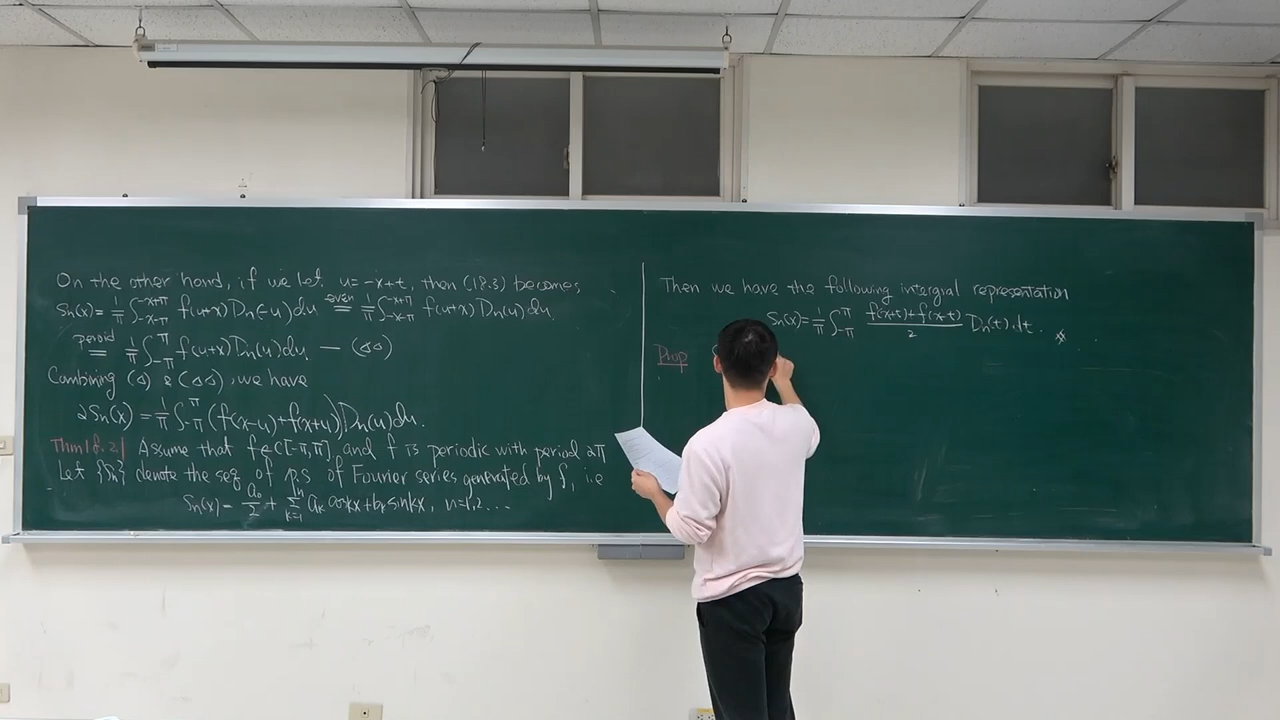 On the other hand, if we let u=-x+t, then (18.3) becomes
Sn(x)= 1/π ∫_{-x-π}^{-x+π} f(u+x)Dn(-u)du =^{even} 1/π ∫_{-x-π}^{-x+π} f(u+x)Dn(u)du.
=^{period} 1/π ∫_{-π}^{π} f(u+x)Dn(u)du. — (△△)
Combining (△) & (△△), we have
2Sn(x) = 1/π ∫_{-π}^{π} (f(x-u)+f(x+u))Dn(u)du.
Assume that f∈C[-π,π] and f is periodic with period 2π
Let {Sn} denote the seq of p.s of Fourier series generated by f, i.e
Sn(x) = a₀/2 + Σ_{k=1}^{n} aₖ coskx+bₖ sinkx, n=1,2...
Then we have the following intergral representation
Sn(x)= 1/π ∫_{-π}^{π} f(x+t)+f(x-t)/2 Dn(t)dt.
Prop